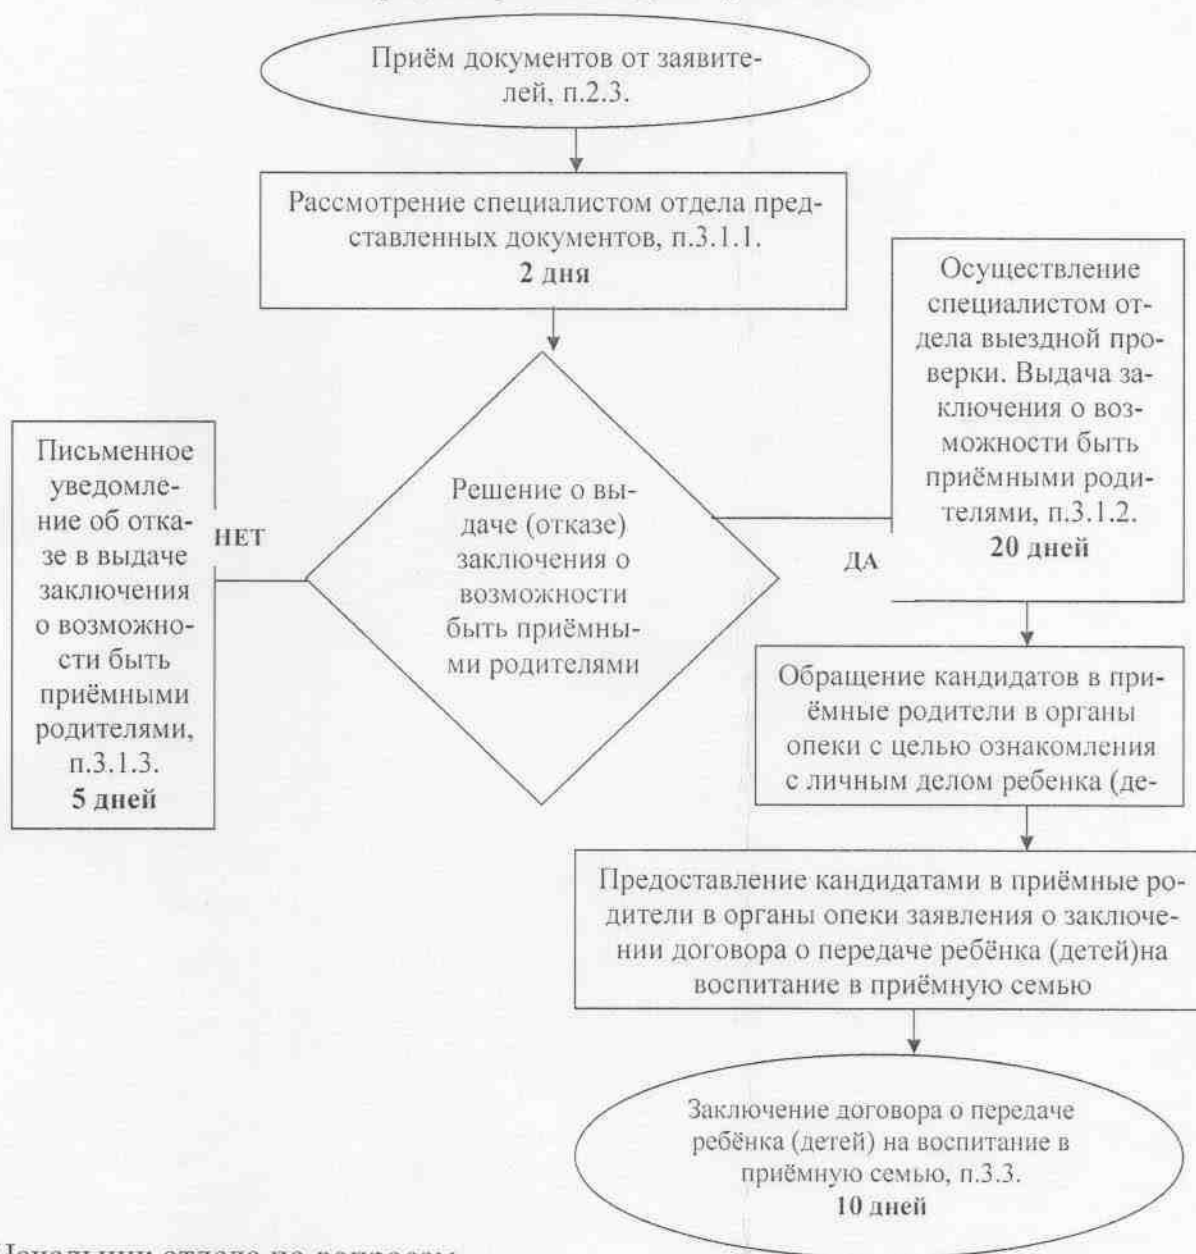 Приём документов от заявите-
лей, п.2.3.
Рассмотрение специалистом отдела пред-
ставленных документов, п.3.1.1.
2 дня
Осуществление
специалистом от-
дела выездной про-
верки. Выдача за-
ключения о воз-
можности быть
приёмными роди-
телями, п.3.1.2.
20 дней
Письменное
уведомле-
ние об отка-
зе в выдаче
заключения
о возможно-
сти быть
приёмными
родителями,
п.3.1.3.
5 дней
НЕТ
Решение о вы-
даче (отказе)
заключения о
возможности
быть приёмны-
ми родителями
ДА
Обращение кандидатов в при-
ёмные родители в органы
опеки с целью ознакомления
с личным делом ребенка (де-
Предоставление кандидатами в приёмные ро-
дители в органы опеки заявления о заключе-
нии договора о передаче ребёнка (детей)на
воспитание в приёмную семью
Заключение договора о передаче
ребёнка (детей) на воспитание в
приёмную семью, п.3.3.
10 дней
Начальник отдела по вопросам